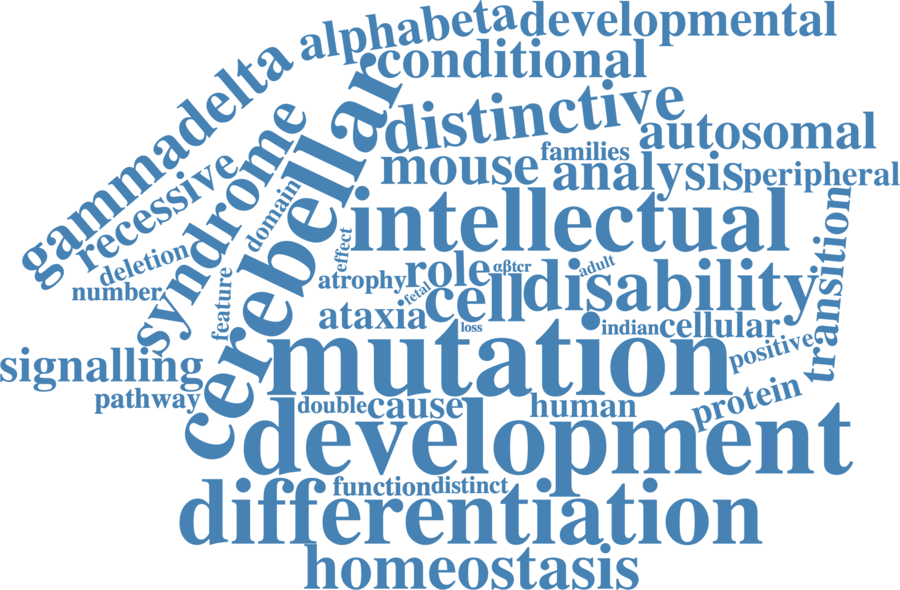 alphabeta
developmental
conditional
gammadelta
distinctive
autosomal
recessive
syndrome
cerebellar
mouse
families
analysis
peripheral
domain
intellectual
deletion
number
effect
feature
atrophy
role
αβtcr
adult
disability
transition
fetal
cell
ataxia
loss
indian
cellular
signalling
mutation
positive
pathway
double
cause
human
protein
development
function
distinct
differentiation
homeostasis